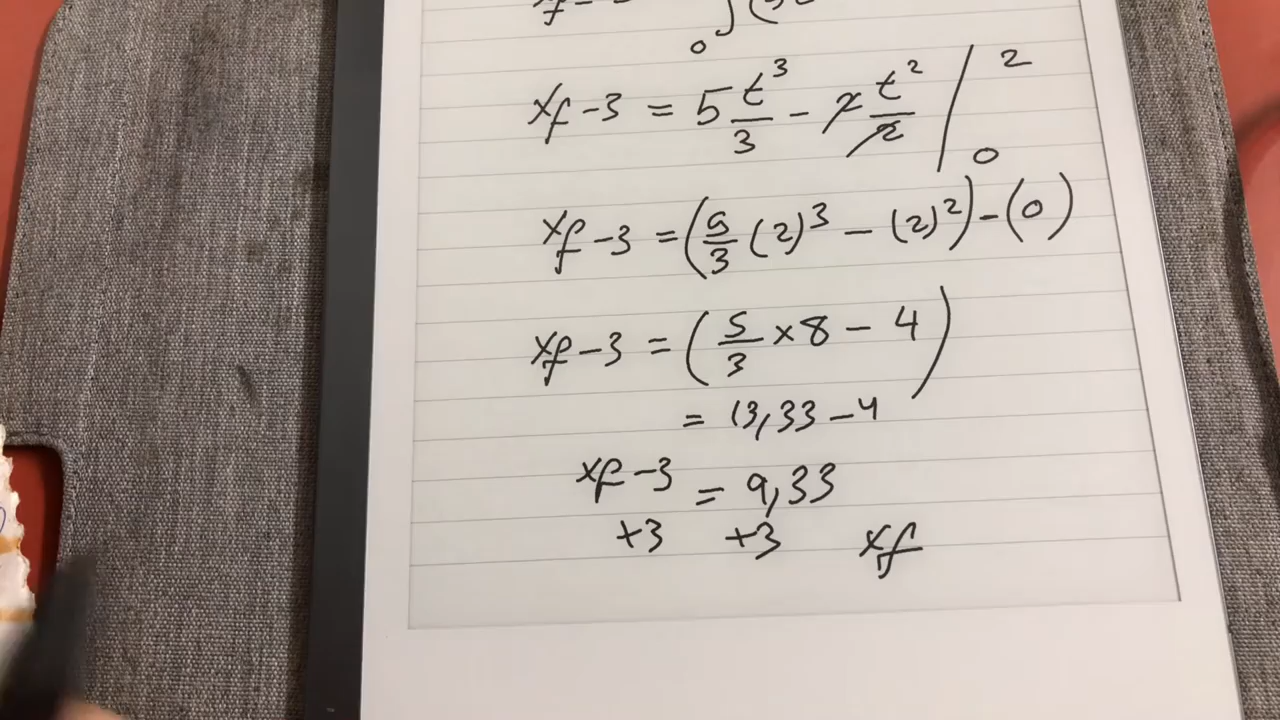 xf-3 = 5 t³/3 - 2 t²/2 |₀²
xf-3 = (5/3 (2)³ - (2)²) - (0)
xf-3 = (5/3 × 8 - 4)
= 13,33 - 4
xf-3 = 9,33
+3 +3 xf